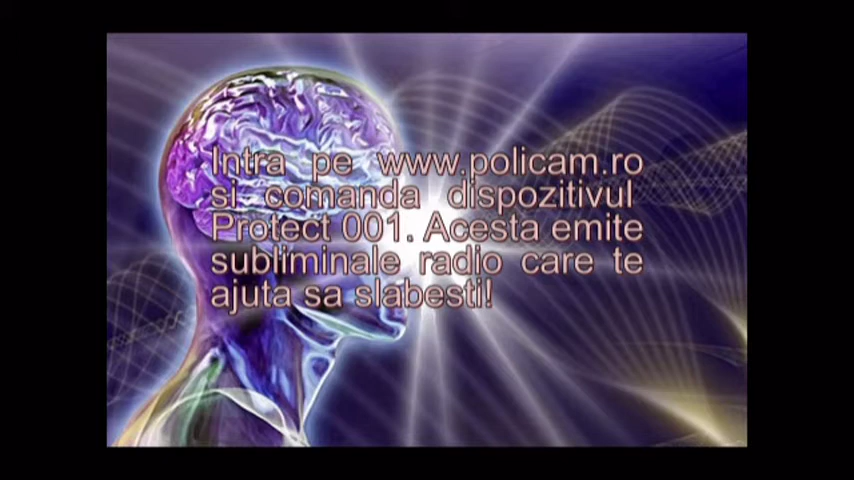 Intra pe www.policam.ro
si comanda dispozitivul
Protect 001. Acesta emite
subliminale radio care te
ajuta sa slabesti!